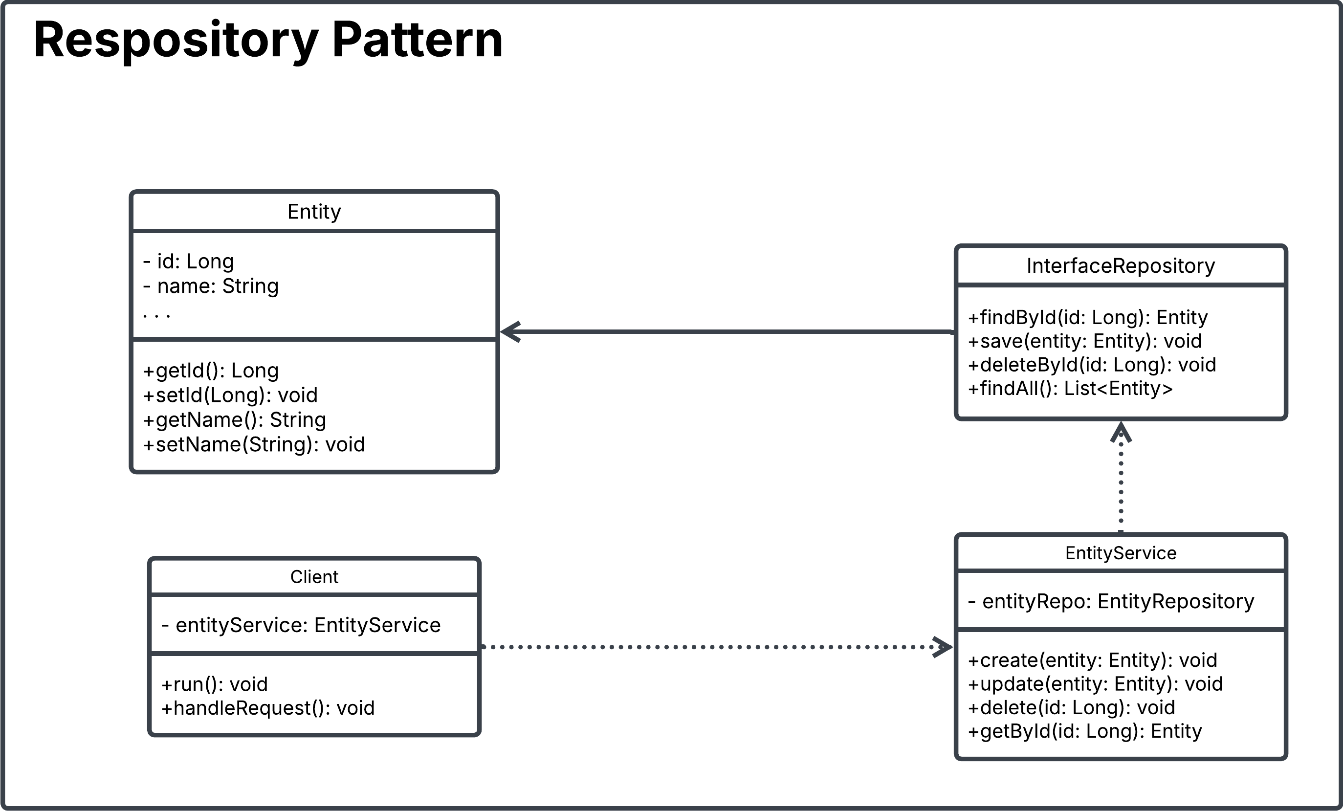 Respository Pattern
Entity
- id: Long
- name: String
. . .
+getId(): Long
+setId(Long): void
+getName(): String
+setName(String): void
InterfaceRepository
+findById(id: Long): Entity
+save(entity: Entity): void
+deleteById(id: Long): void
+findAll(): List<Entity>
Client
- entityService: EntityService
+run(): void
+handleRequest(): void
EntityService
- entityRepo: EntityRepository
+create(entity: Entity): void
+update(entity: Entity): void
+delete(id: Long): void
+getById(id: Long): Entity